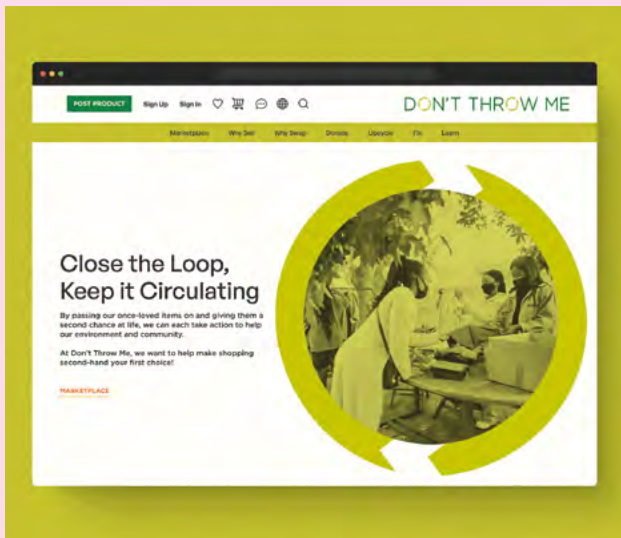 POST PRODUCT Sign Up Sign In
DON'T THROW ME
Marketplace Why Sell Why Swap Donate Upcycle Fix Learn
Close the Loop,
Keep it Circulating
By passing our once-loved items on and giving them a
second chance at life, we can each take action to help
our environment and community.
At Don't Throw Me, we want to help make shopping
second-hand your first choice!
MARKETPLACE